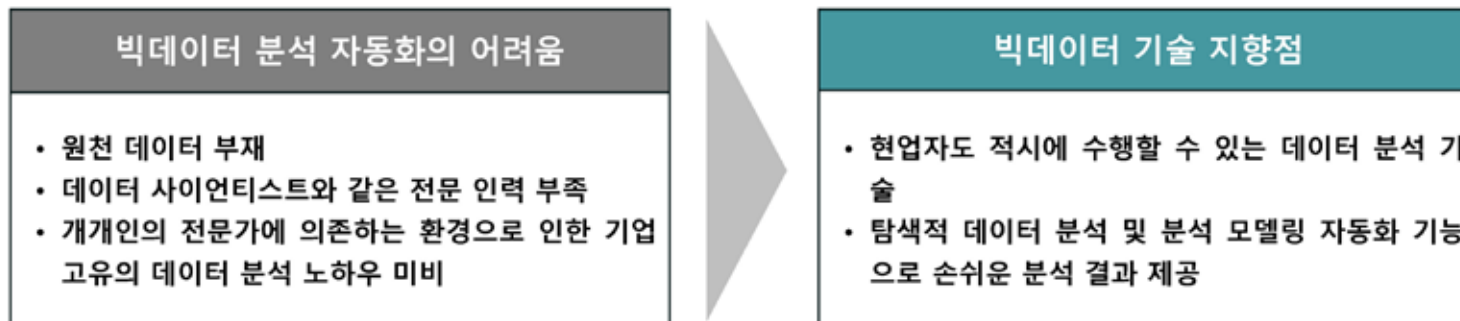 빅데이터 분석 자동화의 어려움
• 원천 데이터 부재
• 데이터 사이언티스트와 같은 전문 인력 부족
• 개개인의 전문가에 의존하는 환경으로 인한 기업
고유의 데이터 분석 노하우 미비
빅데이터 기술 지향점
• 현업자도 적시에 수행할 수 있는 데이터 분석 기
술
• 탐색적 데이터 분석 및 분석 모델링 자동화 기능
으로 손쉬운 분석 결과 제공